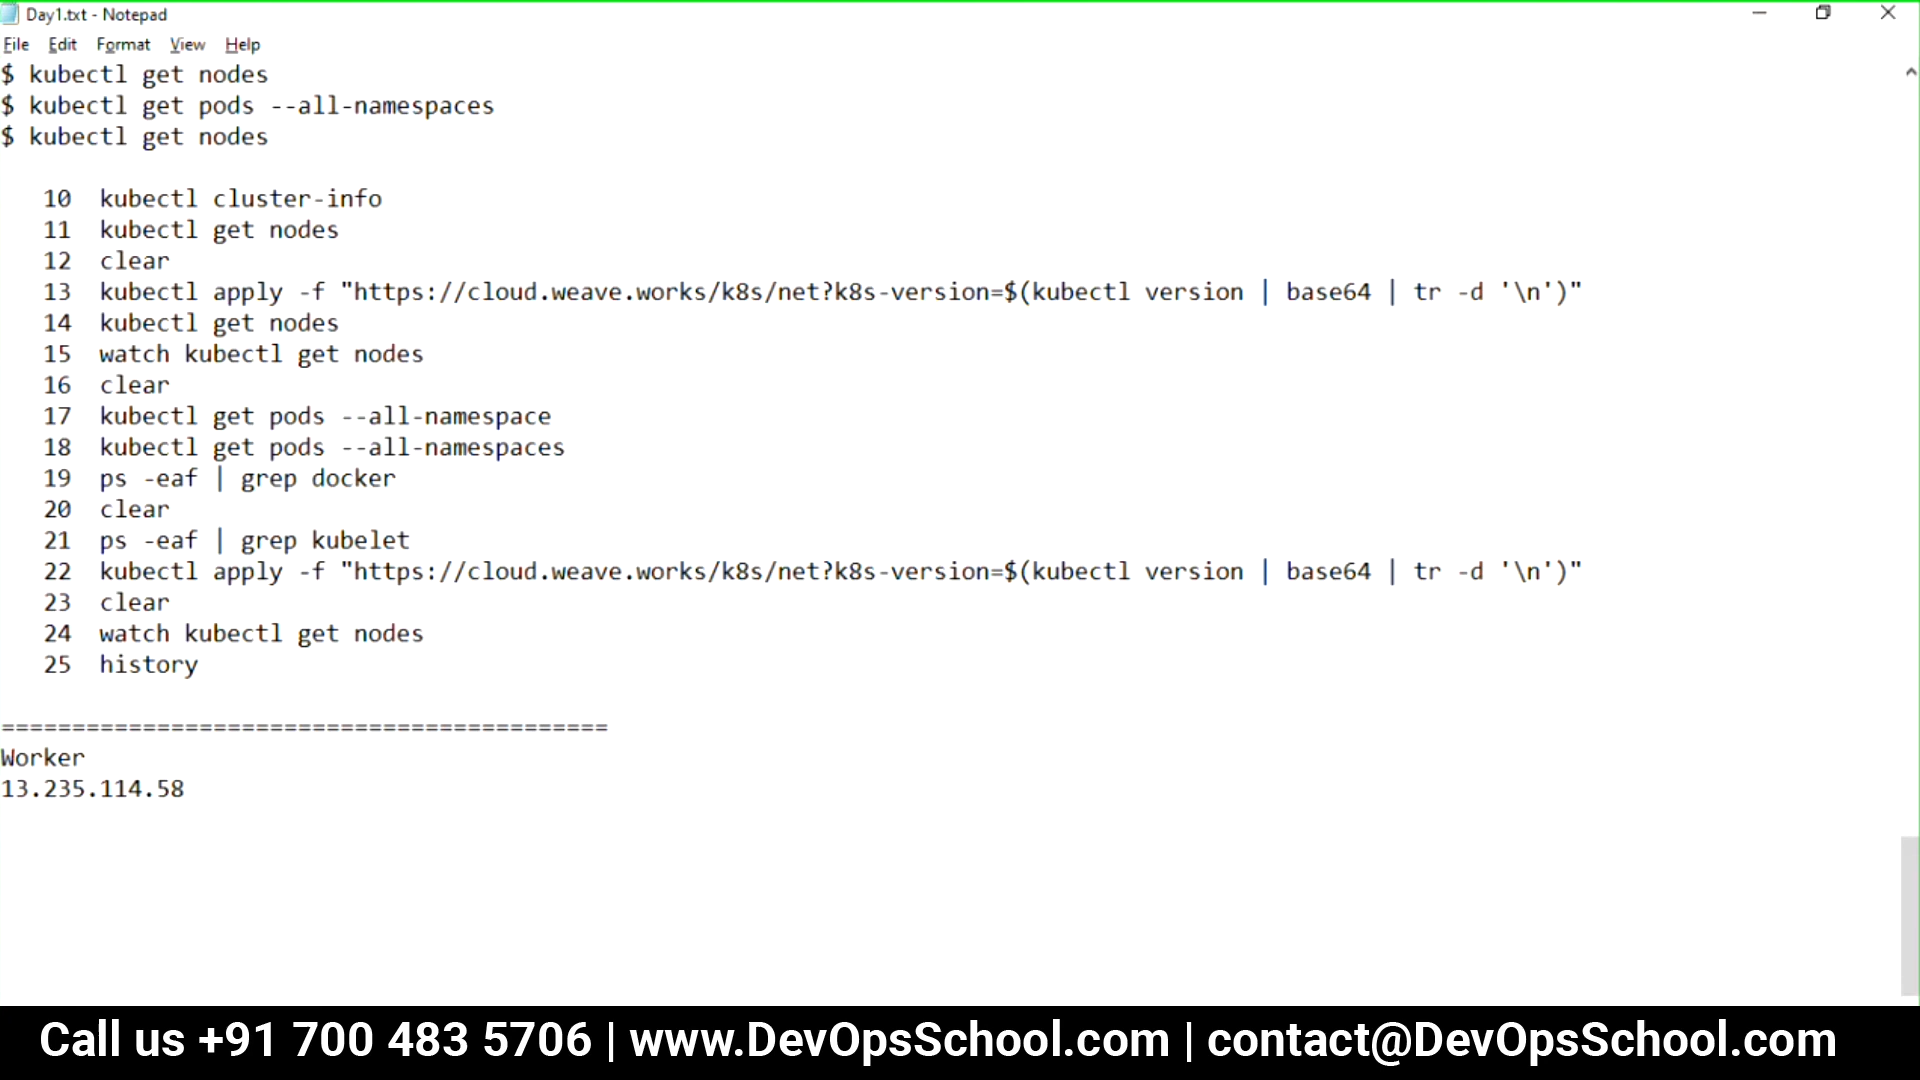 Day1.txt - Notepad
File Edit Format View Help
$ kubectl get nodes
$ kubectl get pods --all-namespaces
$ kubectl get nodes
10 kubectl cluster-info
11 kubectl get nodes
12 clear
13 kubectl apply -f "https://cloud.weave.works/k8s/net?k8s-version=$(kubectl version | base64 | tr -d '\n')"
14 kubectl get nodes
15 watch kubectl get nodes
16 clear
17 kubectl get pods --all-namespace
18 kubectl get pods --all-namespaces
19 ps -eaf | grep docker
20 clear
21 ps -eaf | grep kubelet
22 kubectl apply -f "https://cloud.weave.works/k8s/net?k8s-version=$(kubectl version | base64 | tr -d '\n')"
23 clear
24 watch kubectl get nodes
25 history
===========================================
Worker
13.235.114.58
Call us +91 700 483 5706 | www.DevOpsSchool.com | contact@DevOpsSchool.com